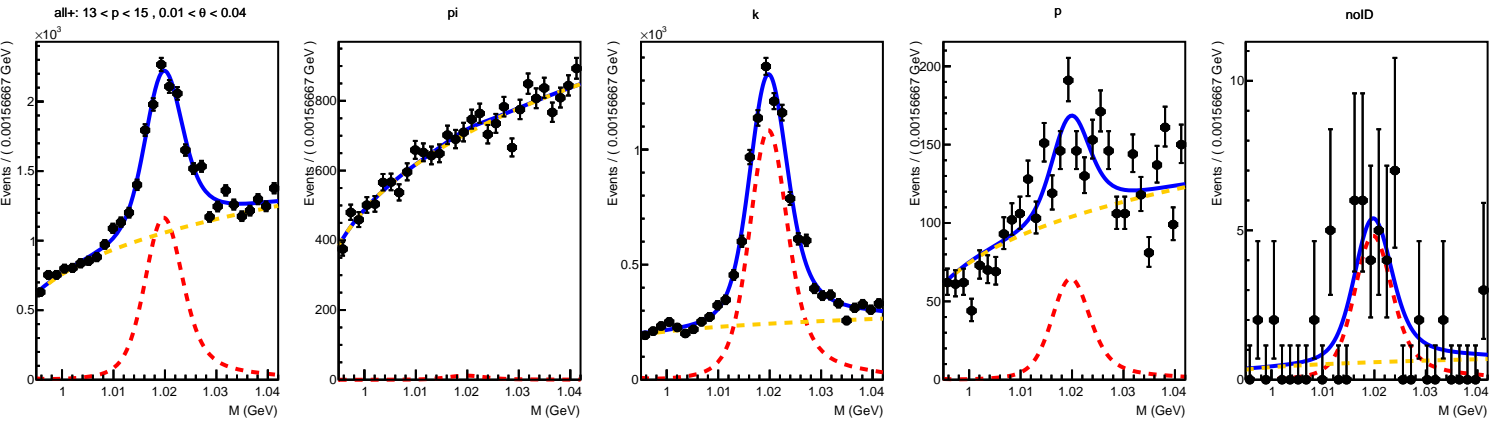 all+: 13 < p < 15 , 0.01 < θ < 0.04
×10³
Events / ( 0.00156667 GeV )
2
1.5
1
0.5
0
1 1.01 1.02 1.03 1.04
M (GeV)
pi
Events / ( 0.00156667 GeV )
800
600
400
200
0
1 1.01 1.02 1.03 1.04
M (GeV)
k
×10³
Events / ( 0.00156667 GeV )
1
0.5
0
1 1.01 1.02 1.03 1.04
M (GeV)
p
Events / ( 0.00156667 GeV )
200
150
100
50
0
1 1.01 1.02 1.03 1.04
M (GeV)
noID
Events / ( 0.00156667 GeV )
10
5
0
1 1.01 1.02 1.03 1.04
M (GeV)